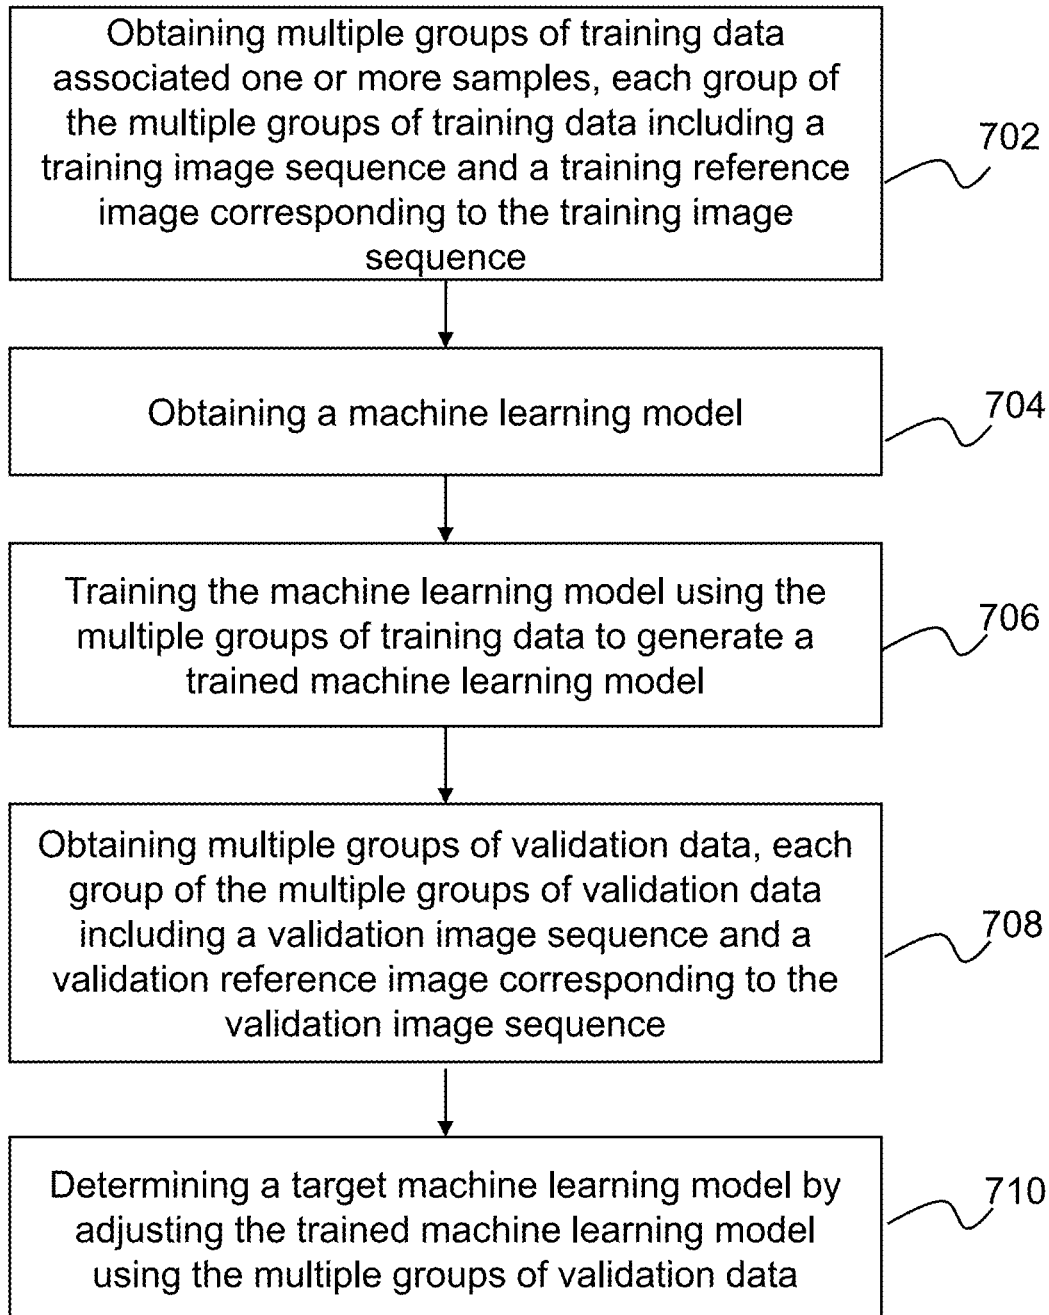 Obtaining multiple groups of training data
associated one or more samples, each group of
the multiple groups of training data including a
training image sequence and a training reference
image corresponding to the training image
sequence
702
Obtaining a machine learning model
704
Training the machine learning model using the
multiple groups of training data to generate a
trained machine learning model
706
Obtaining multiple groups of validation data, each
group of the multiple groups of validation data
including a validation image sequence and a
validation reference image corresponding to the
validation image sequence
708
Determining a target machine learning model by
adjusting the trained machine learning model
using the multiple groups of validation data
710